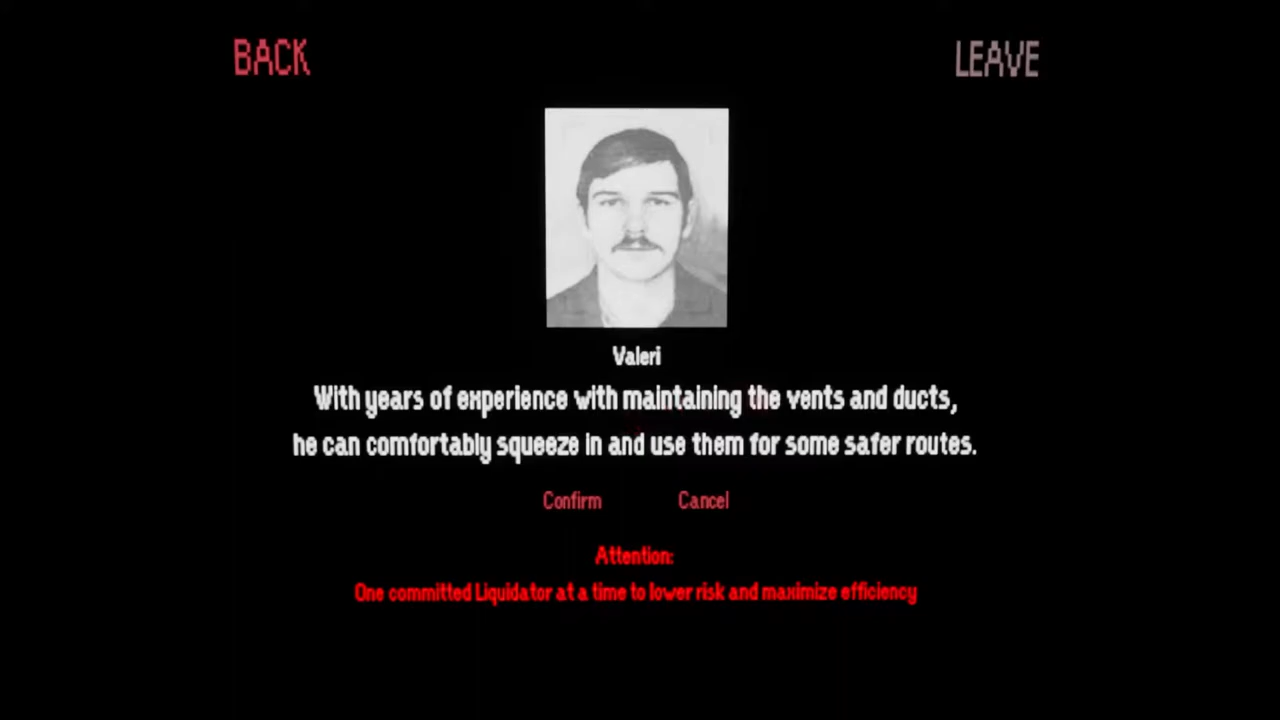 BACK
LEAVE
Valeri
With years of experience with maintaining the vents and ducts,
he can comfortably squeeze in and use them for some safer routes.
Confirm
Cancel
Attention:
One committed Liquidator at a time to lower risk and maximize efficiency